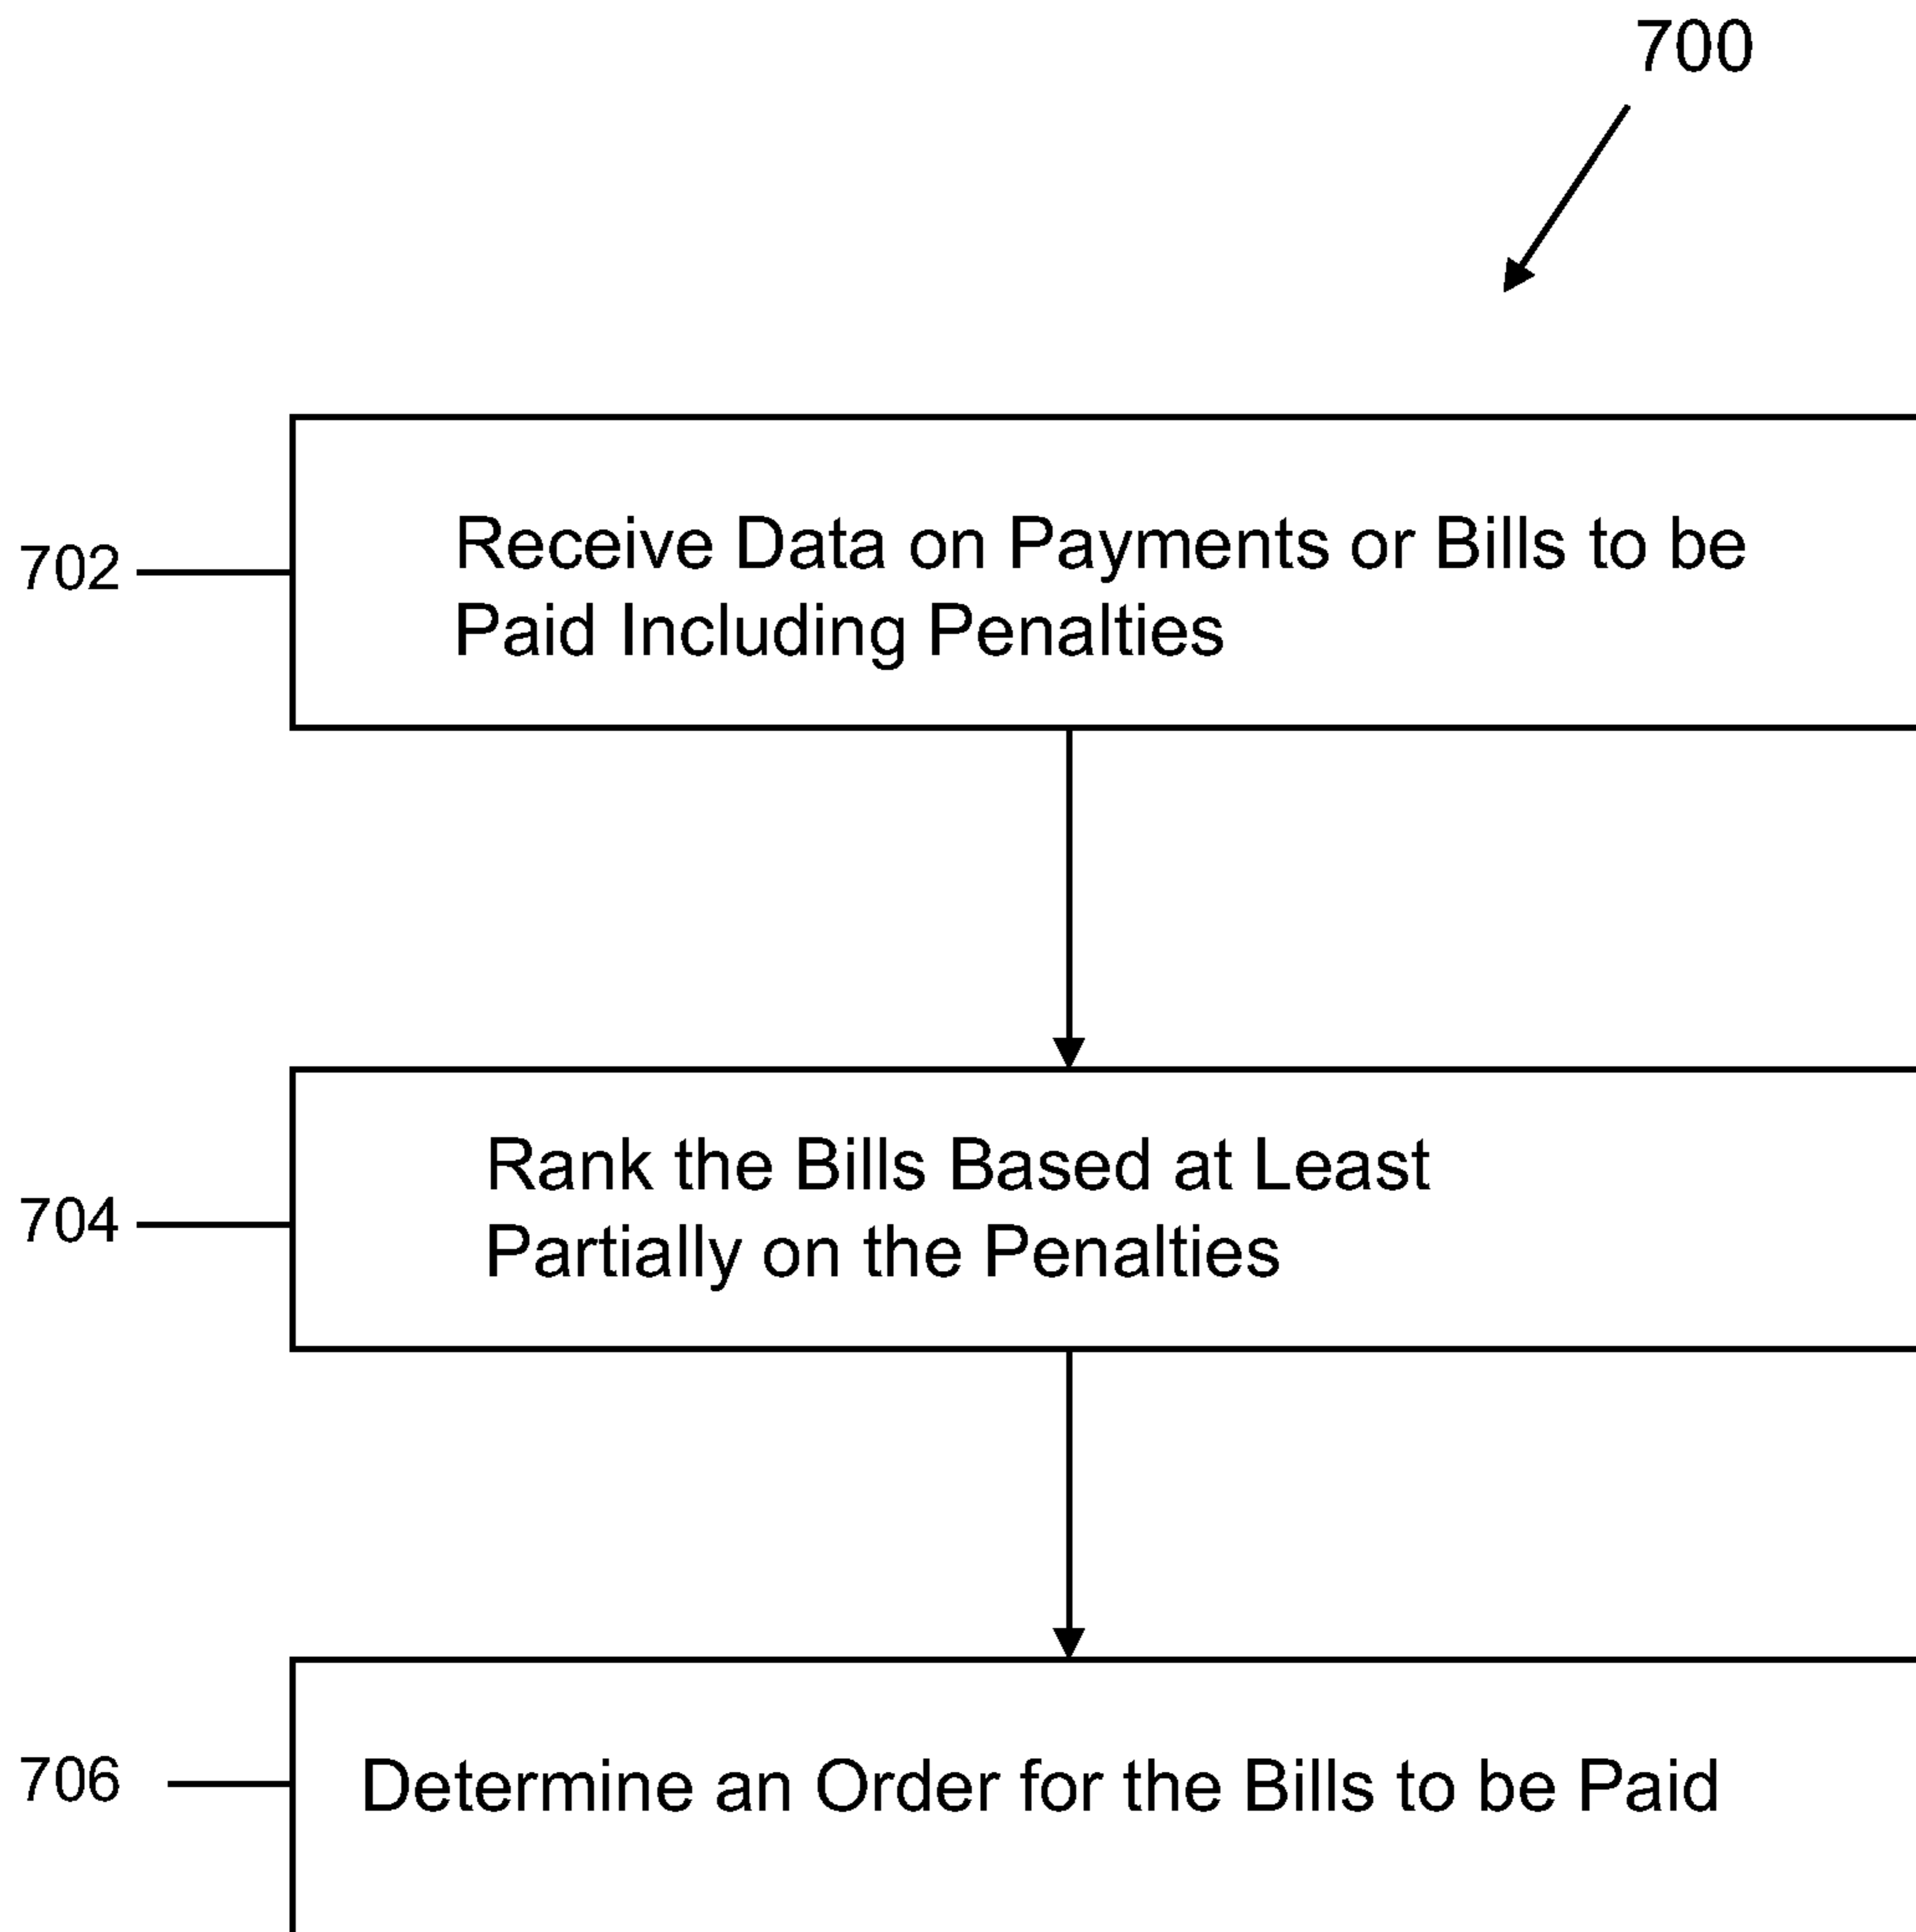 700
702
Receive Data on Payments or Bills to be
Paid Including Penalties
704
Rank the Bills Based at Least
Partially on the Penalties
706
Determine an Order for the Bills to be Paid